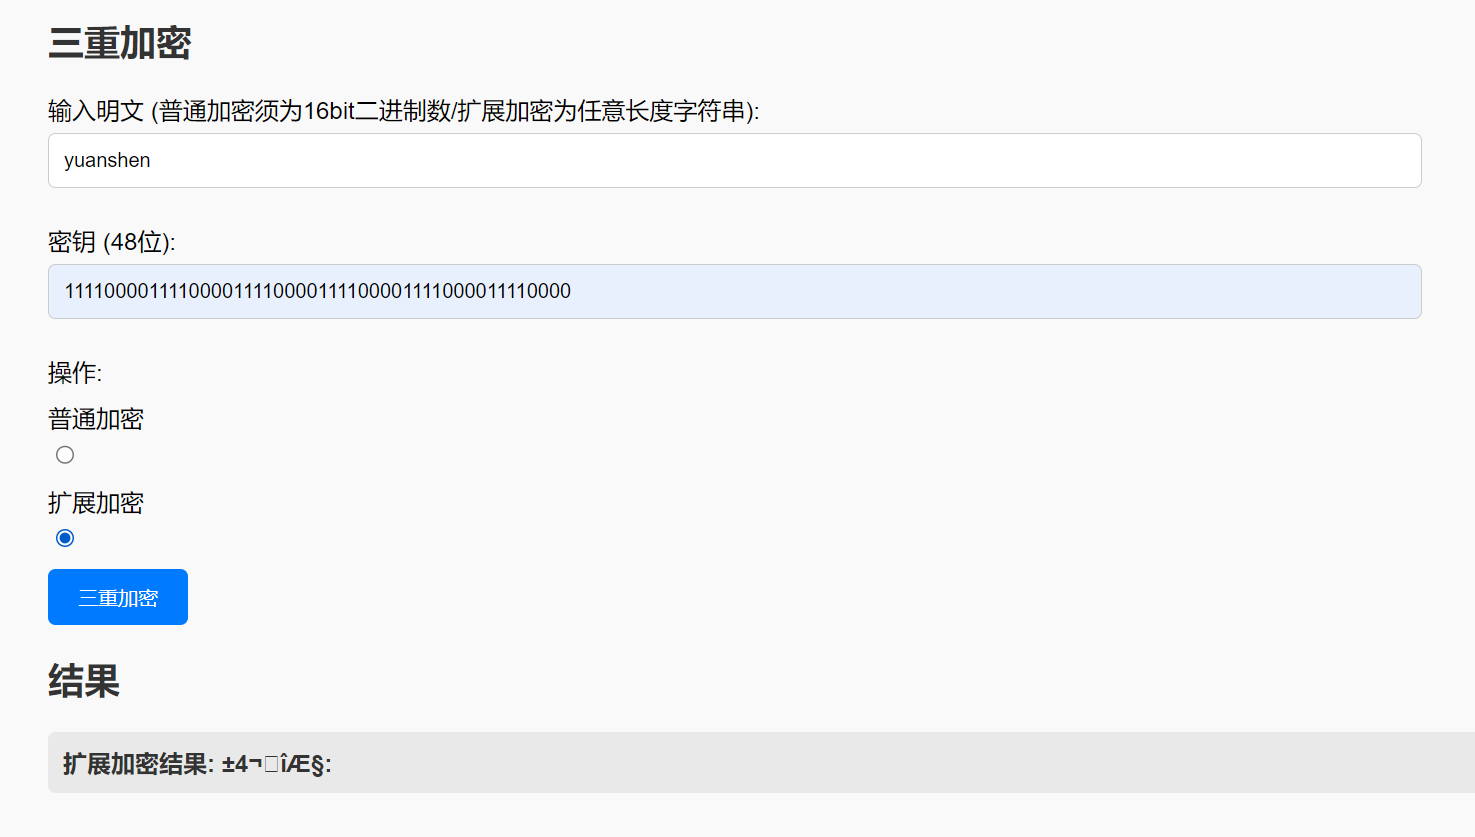 三重加密
输入明文 (普通加密须为16bit二进制数/扩展加密为任意长度字符串):
yuanshen
密钥 (48位):
111100001111000011110000111100001111000011110000
操作:
普通加密
扩展加密
三重加密
结果
扩展加密结果: ±4¬□îÆ§: